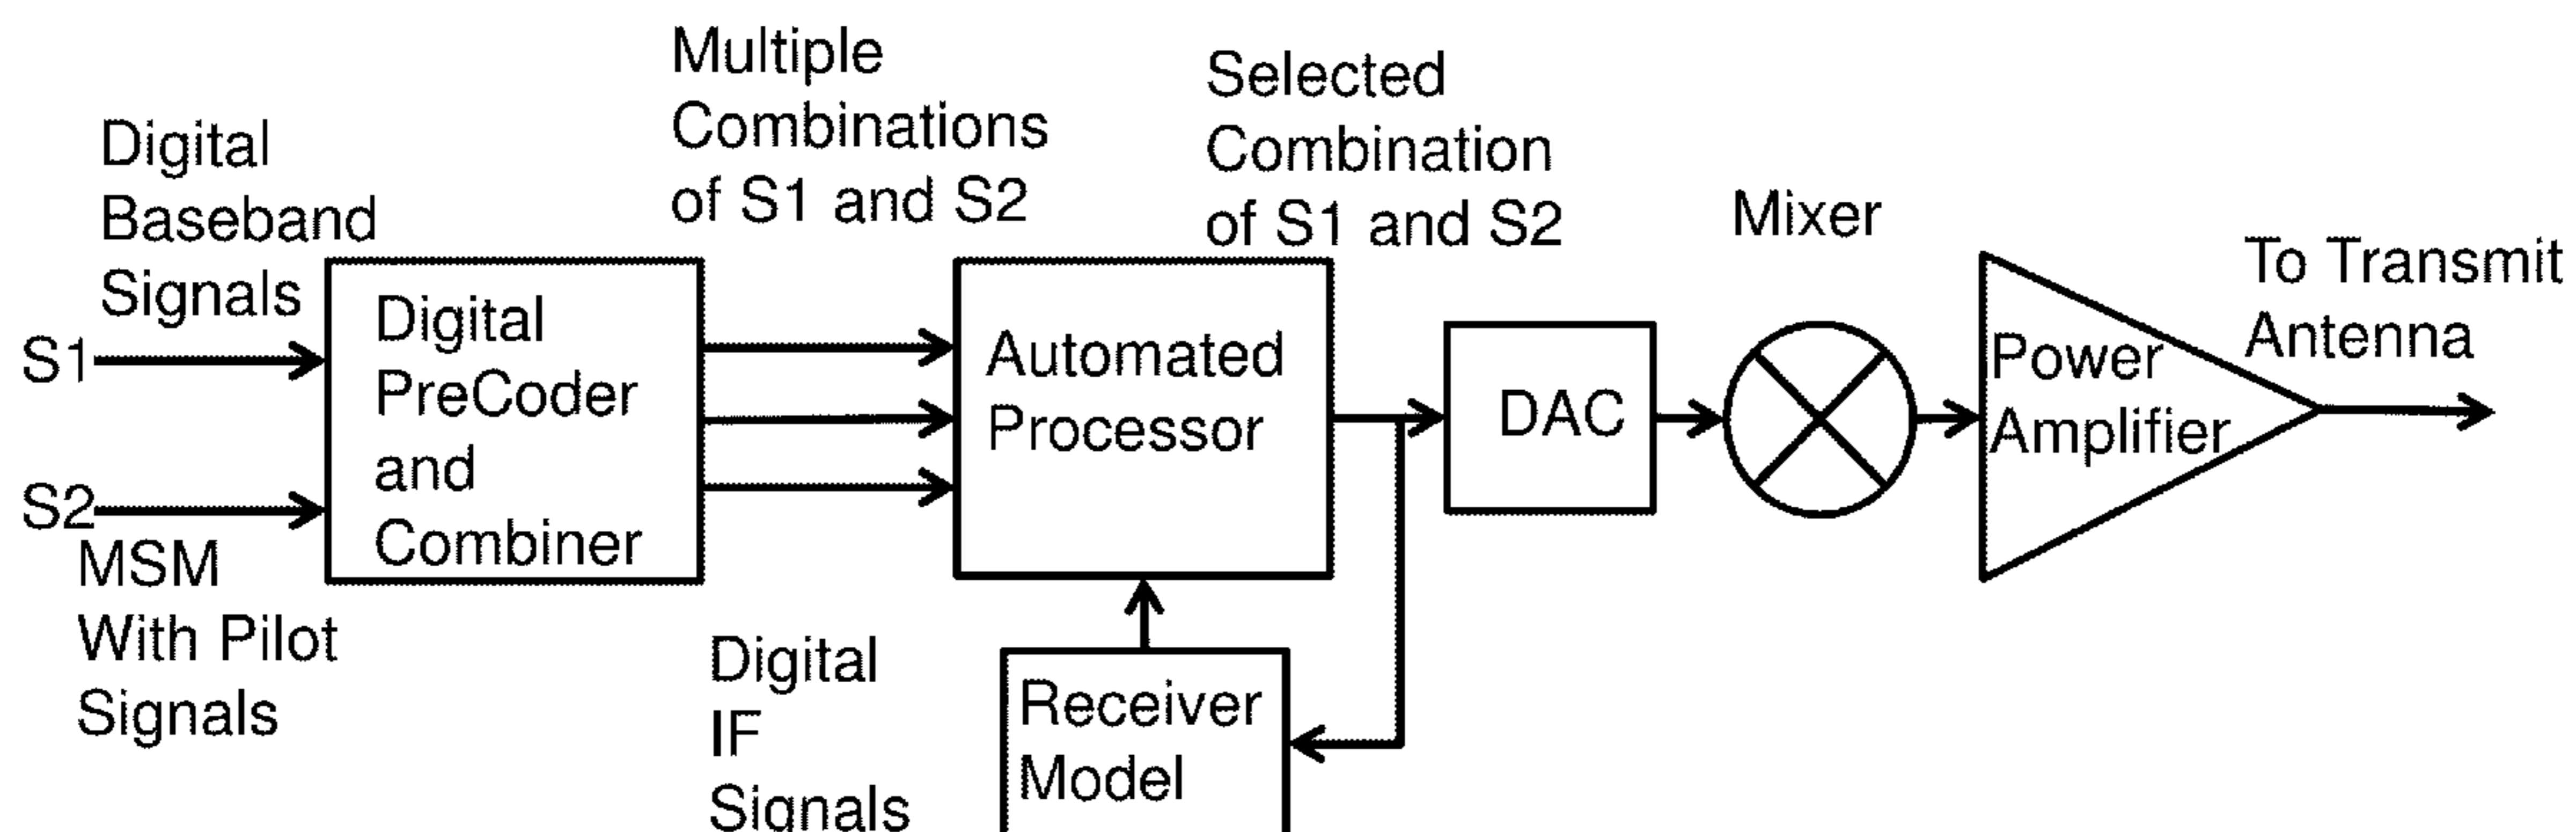 Digital
Baseband
Signals
S1
S2
MSM
With Pilot
Signals
Digital
PreCoder
and
Combiner
Multiple
Combinations
of S1 and S2
Automated
Processor
Selected
Combination
of S1 and S2
DAC
Mixer
Power
Amplifier
To Transmit
Antenna
Digital
IF
Signals
Receiver
Model